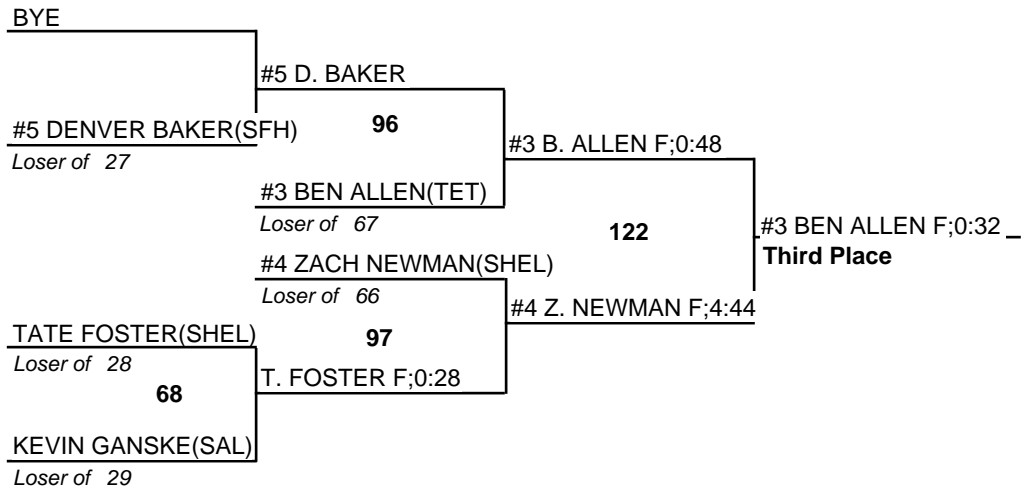 BYE
#5 D. BAKER
#5 DENVER BAKER(SFH)
Loser of 27
96
#3 B. ALLEN F;0:48
#3 BEN ALLEN(TET)
Loser of 67
122
#3 BEN ALLEN F;0:32
Third Place
#4 ZACH NEWMAN(SHEL)
Loser of 66
#4 Z. NEWMAN F;4:44
TATE FOSTER(SHEL)
Loser of 28
97
68
T. FOSTER F;0:28
KEVIN GANSKE(SAL)
Loser of 29